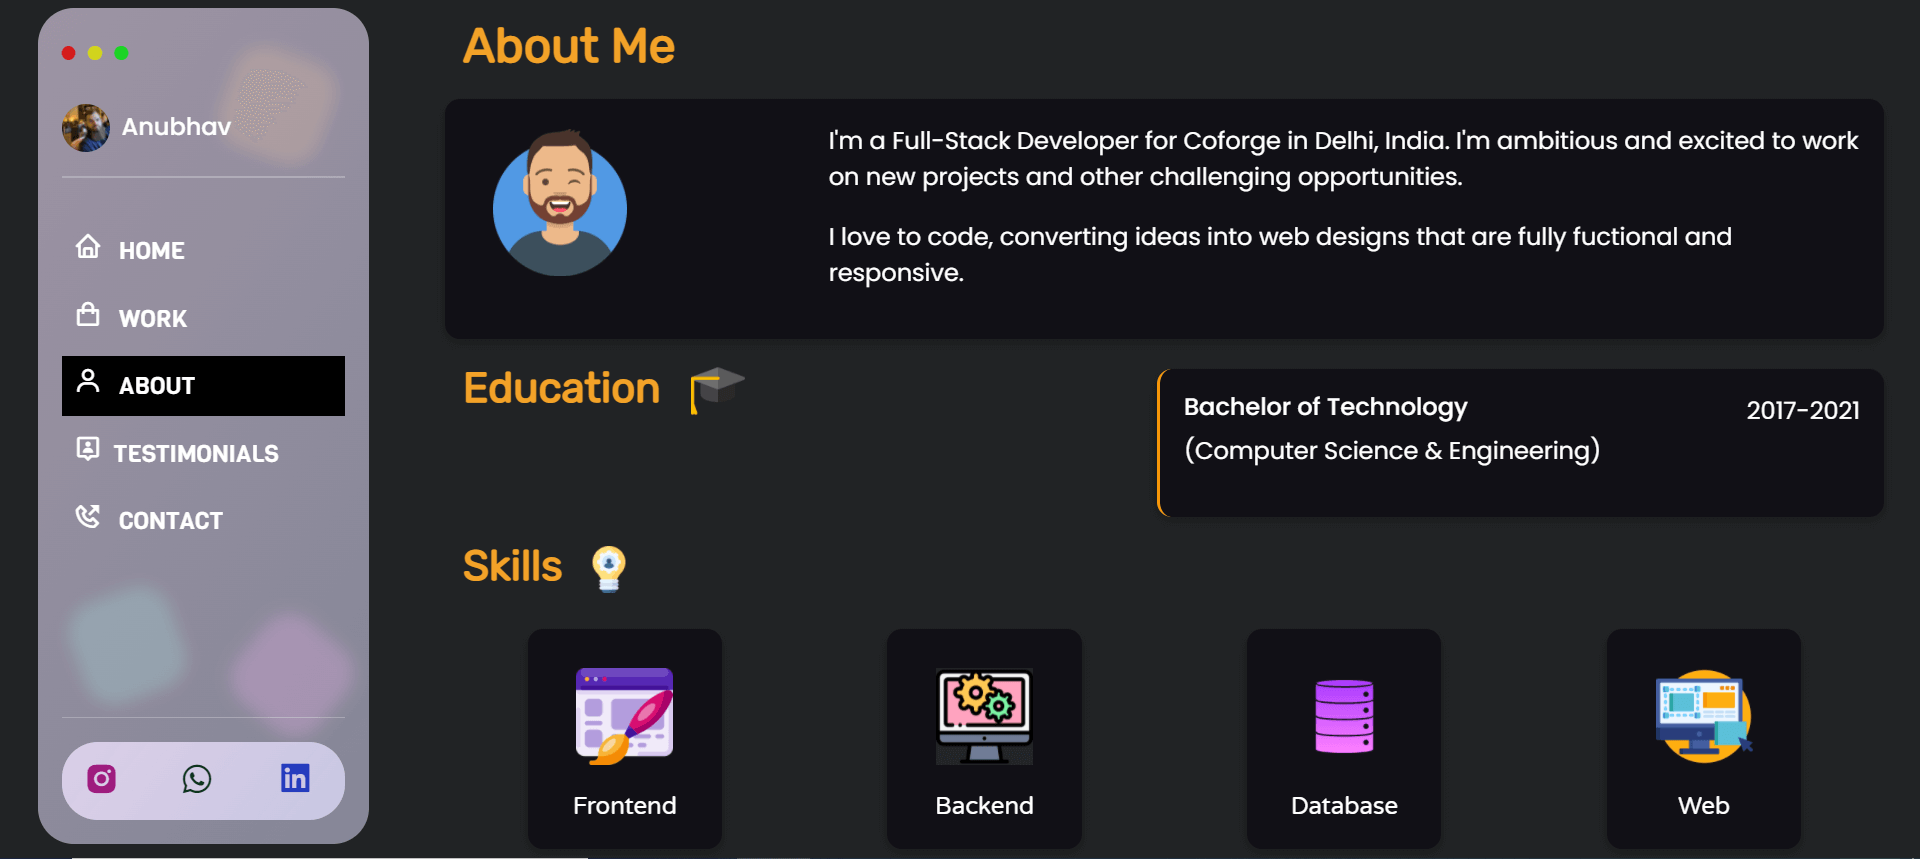 Anubhav
HOME
WORK
ABOUT
TESTIMONIALS
CONTACT
About Me
I'm a Full-Stack Developer for Coforge in Delhi, India. I'm ambitious and excited to work
on new projects and other challenging opportunities.
I love to code, converting ideas into web designs that are fully fuctional and
responsive.
Education
Bachelor of Technology
2017-2021
(Computer Science & Engineering)
Skills
Frontend
Backend
Database
Web